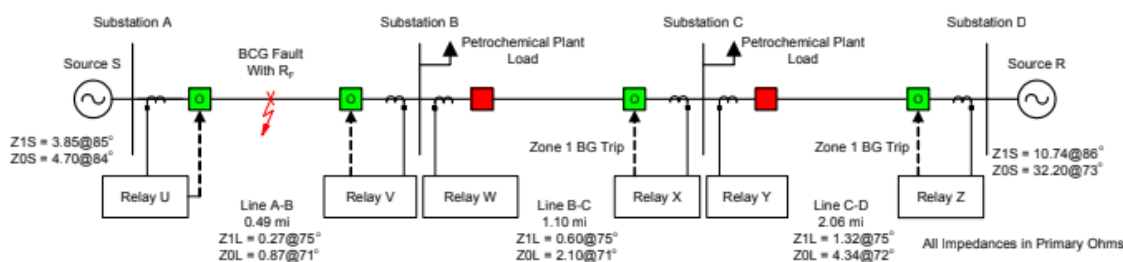 Substation A
Substation B
Substation C
Substation D
Source S
BCG Fault
With RF
Petrochemical Plant
Load
Petrochemical Plant
Load
Source R
O
O
O
O
Z1S = 3.85@85°
Z0S = 4.70@84°
Zone 1 BG Trip
Zone 1 BG Trip
Z1S = 10.74@86°
Z0S = 32.20@73°
Relay U
Relay V
Relay W
Relay X
Relay Y
Relay Z
Line A-B
0.49 mi
Z1L = 0.27@75°
Z0L = 0.87@71°
Line B-C
1.10 mi
Z1L = 0.60@75°
Z0L = 2.10@71°
Line C-D
2.06 mi
Z1L = 1.32@75°
Z0L = 4.34@72°
All Impedances in Primary Ohms